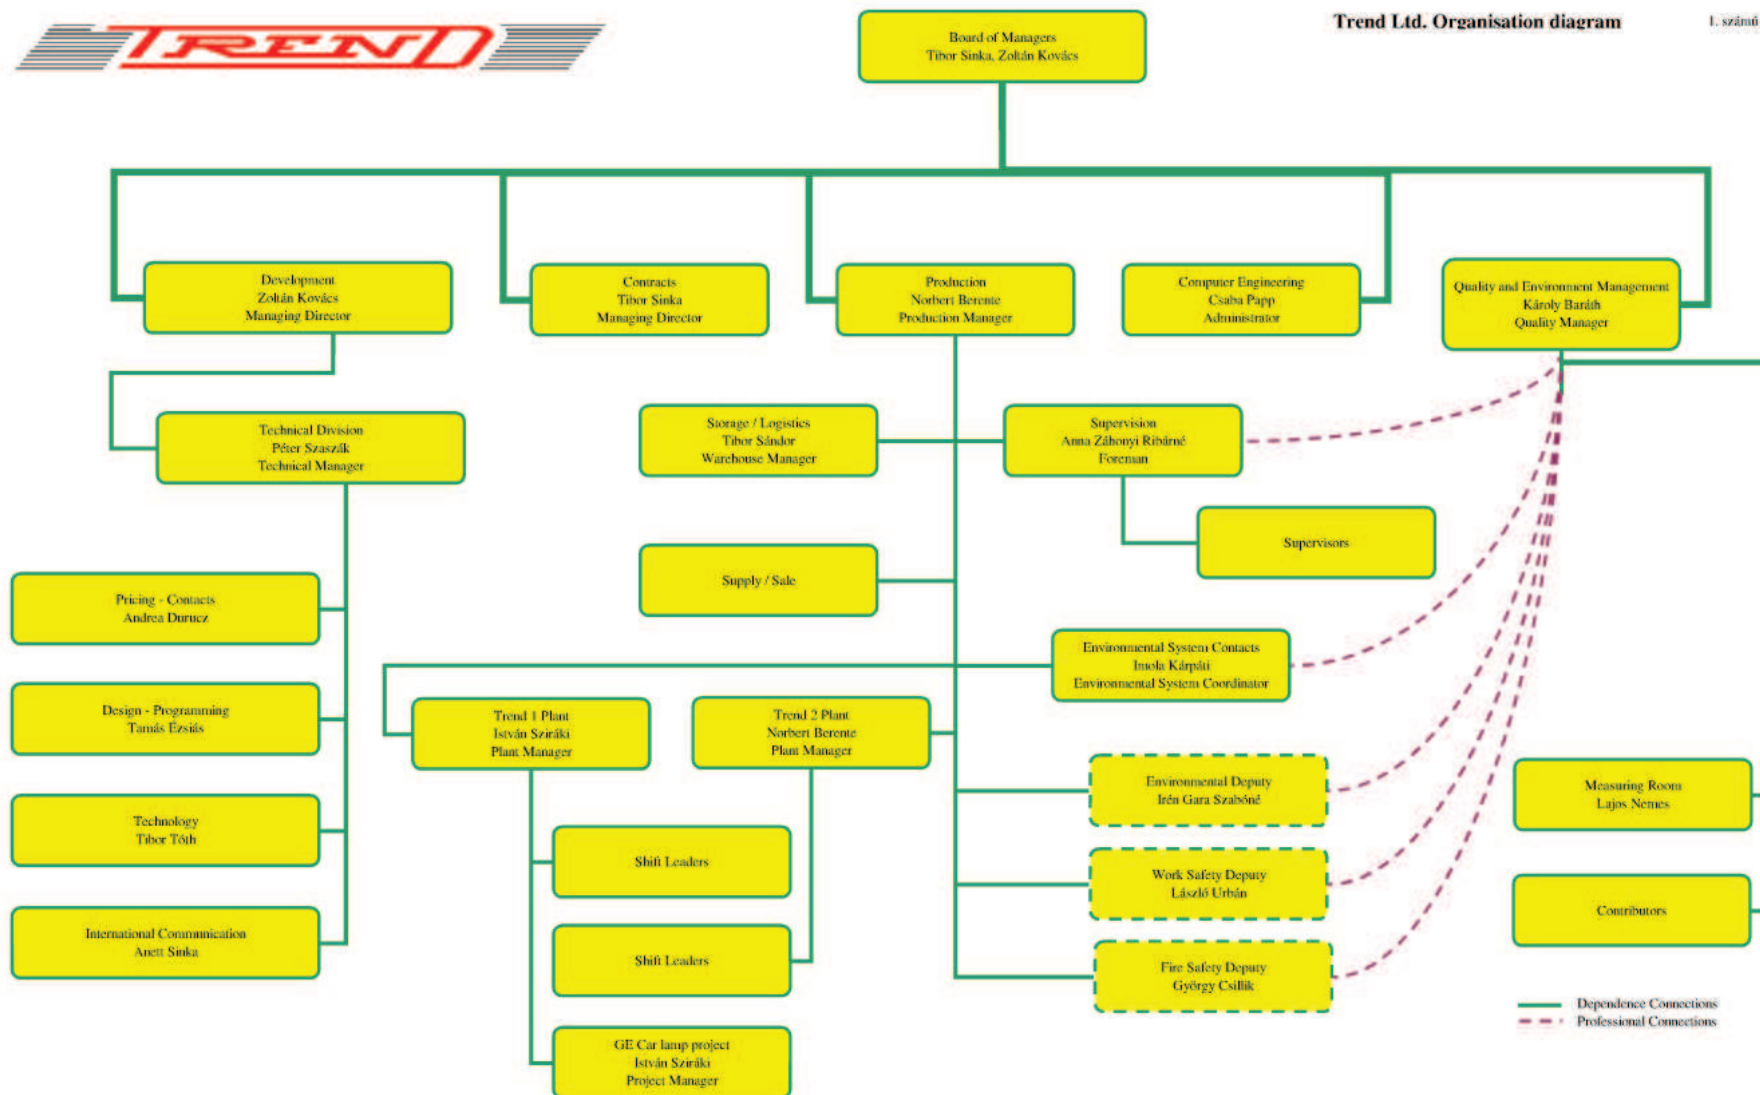 TREND
Trend Ltd. Organisation diagram
1. számú
Board of Managers
Tibor Sinka, Zoltán Kovács
Development
Zoltán Kovács
Managing Director
Contracts
Tibor Sinka
Managing Director
Production
Norbert Berente
Production Manager
Computer Engineering
Csaba Papp
Administrator
Quality and Environment Management
Károly Baráth
Quality Manager
Technical Division
Péter Szaszák
Technical Manager
Storage / Logistics
Tibor Sándor
Warehouse Manager
Supervision
Anna Záhonyi Ribárné
Foreman
Supervisors
Supply / Sale
Pricing - Contacts
Andrea Durucz
Environmental System Contacts
Imola Kárpáti
Environmental System Coordinator
Design - Programming
Tamás Ézsiás
Trend 1 Plant
István Sziráki
Plant Manager
Trend 2 Plant
Norbert Berente
Plant Manager
Environmental Deputy
Irén Gara Szabóné
Measuring Room
Lajos Nemes
Technology
Tibor Tóth
Shift Leaders
Work Safety Deputy
László Urbán
Contributors
International Communication
Anett Sinka
Shift Leaders
Fire Safety Deputy
György Csillik
Dependence Connections
Professional Connections
GE Car lamp project
István Sziráki
Project Manager